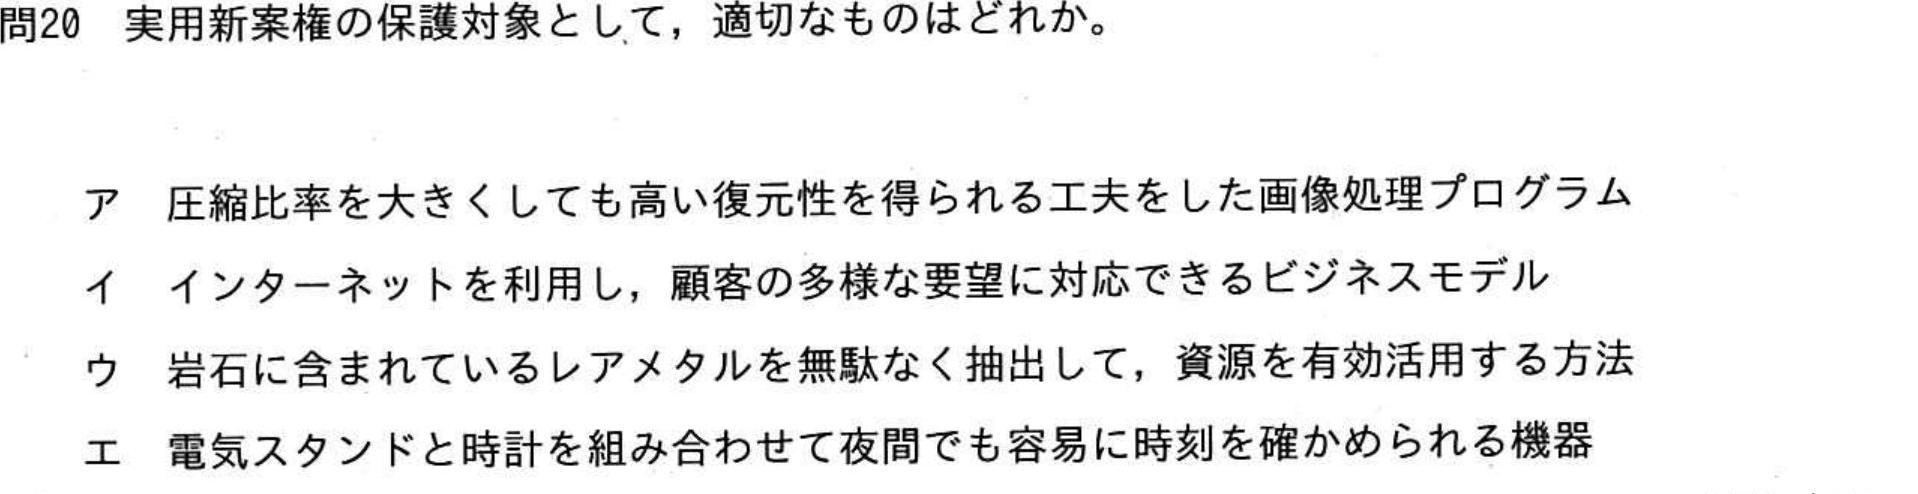 問20　実用新案権の保護対象として，適切なものはどれか。
ア　圧縮比率を大きくしても高い復元性を得られる工夫をした画像処理プログラム
イ　インターネットを利用し，顧客の多様な要望に対応できるビジネスモデル
ウ　岩石に含まれているレアメタルを無駄なく抽出して，資源を有効活用する方法
エ　電気スタンドと時計を組み合わせて夜間でも容易に時刻を確かめられる機器